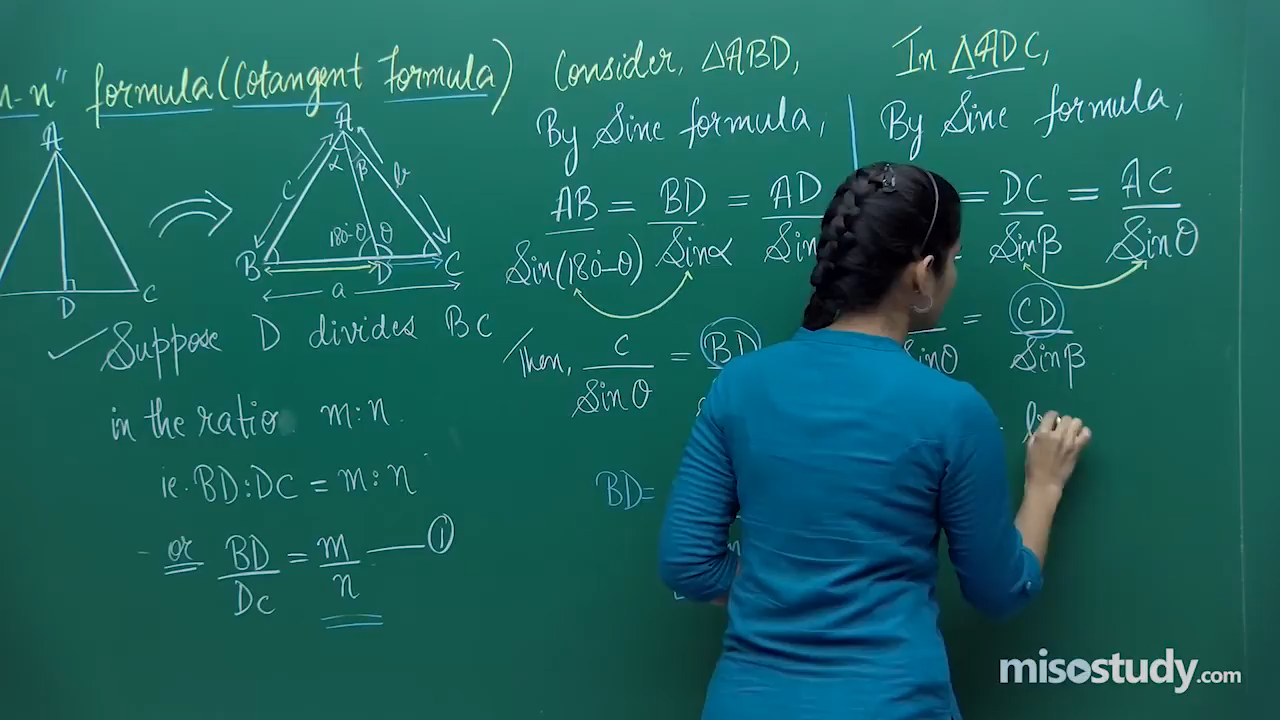 m-n" formula (Cotangent Formula)
A
B
D
C
A
α β
c
b
180-θ θ
B D C
a
✓ Suppose D divides BC
in the ratio m:n.
ie. BD:DC = m:n
or BD/DC = m/n — ①
Consider, ΔABD,
By Sine formula,
AB/Sin(180-θ) = BD/Sinα = AD/Sin
Then, c/Sinθ = BD
BD=
In ΔADC,
By Sine formula,
= DC/Sinβ = AC/Sinθ
Sinθ = CD/Sinβ
b
misostudy.com